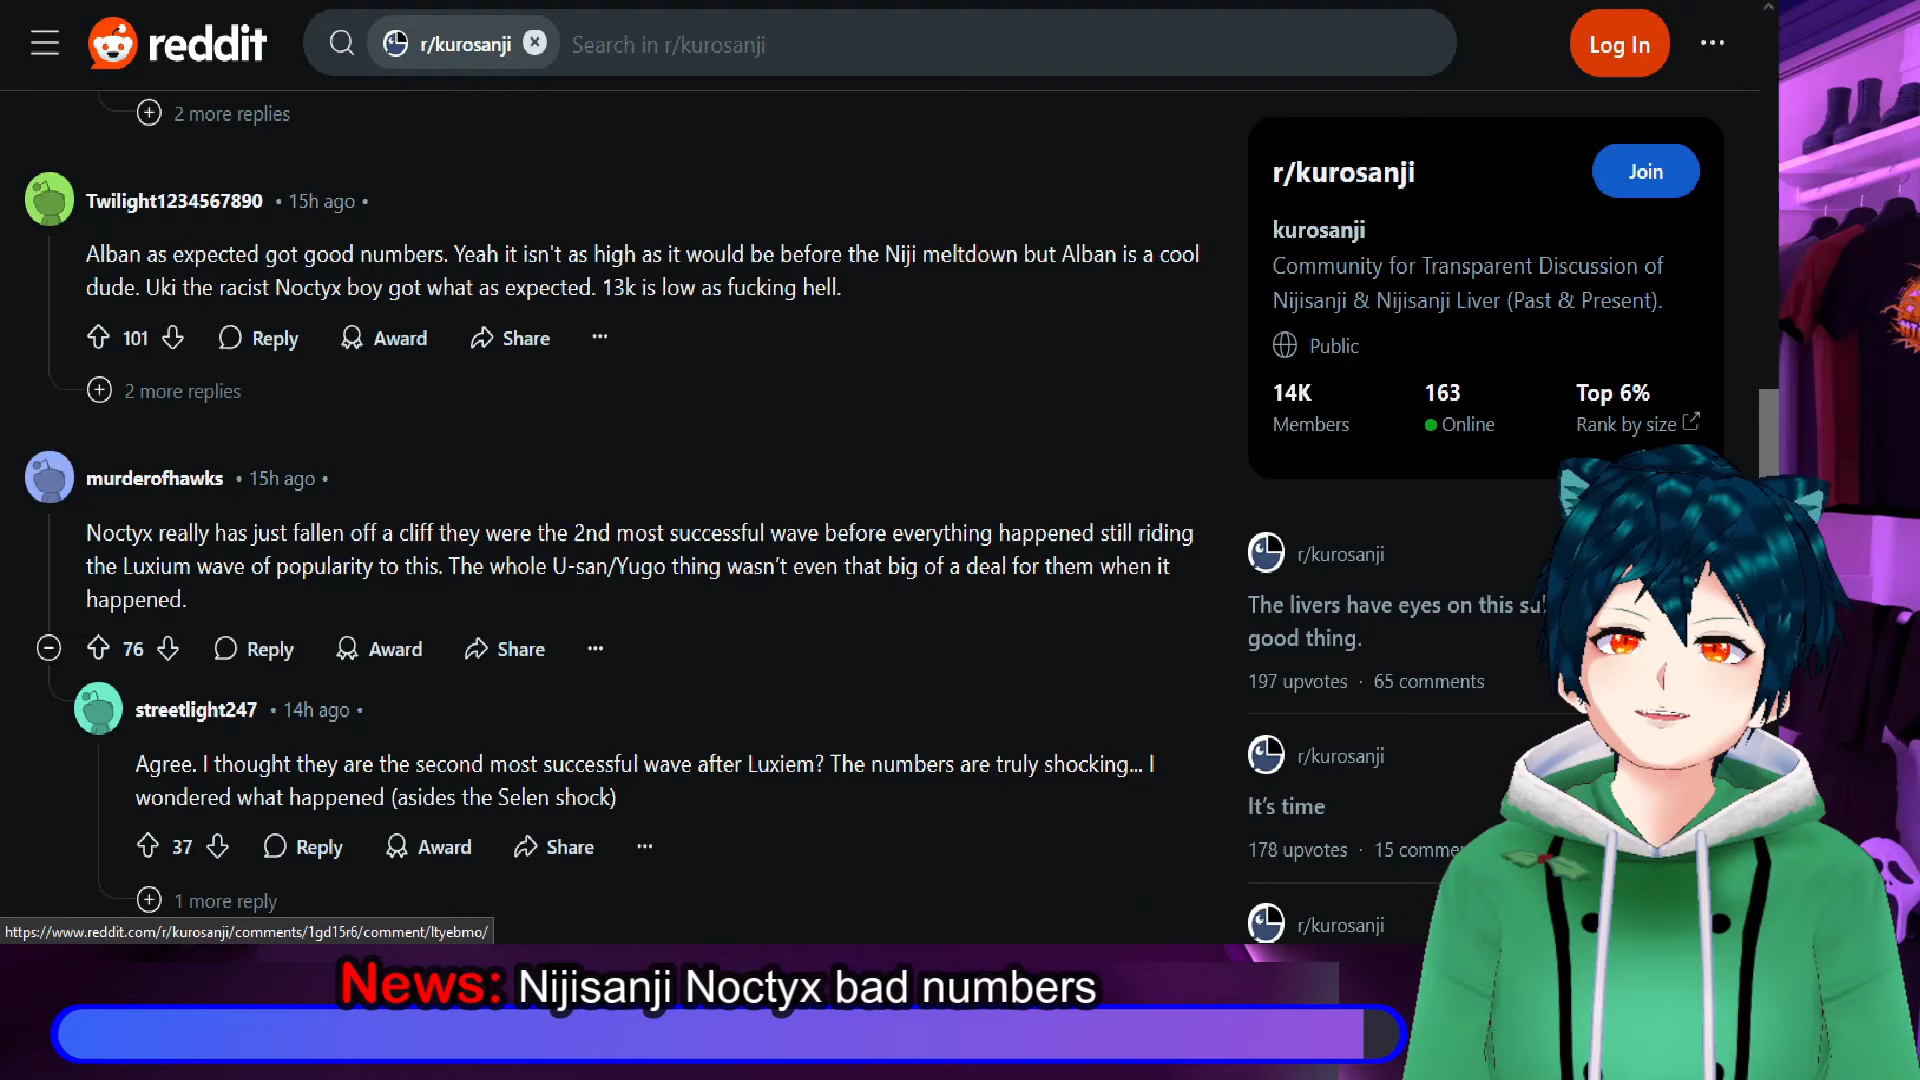 reddit
r/kurosanji
Search in r/kurosanji
Log In
2 more replies
Twilight1234567890 • 15h ago •
Alban as expected got good numbers. Yeah it isn't as high as it would be before the Niji meltdown but Alban is a cool
dude. Uki the racist Noctyx boy got what as expected. 13k is low as fucking hell.
101 Reply Award Share ...
2 more replies
murderofhawks • 15h ago •
Noctyx really has just fallen off a cliff they were the 2nd most successful wave before everything happened still riding
the Luxium wave of popularity to this. The whole U-san/Yugo thing wasn't even that big of a deal for them when it
happened.
76 Reply Award Share ...
streetlight247 • 14h ago •
Agree. I thought they are the second most successful wave after Luxiem? The numbers are truly shocking... I
wondered what happened (asides the Selen shock)
37 Reply Award Share ...
1 more reply
https://www.reddit.com/r/kurosanji/comments/1gd15r6/comment/ltyebmo/
r/kurosanji
Join
kurosanji
Community for Transparent Discussion of
Nijisanji & Nijisanji Liver (Past & Present).
Public
14K 163 Top 6%
Members Online Rank by size
r/kurosanji
The livers have eyes on this
good thing.
197 upvotes · 65 comments
r/kurosanji
It's time
178 upvotes · 15
r/kurosanji
News: Nijisanji Noctyx bad numbers